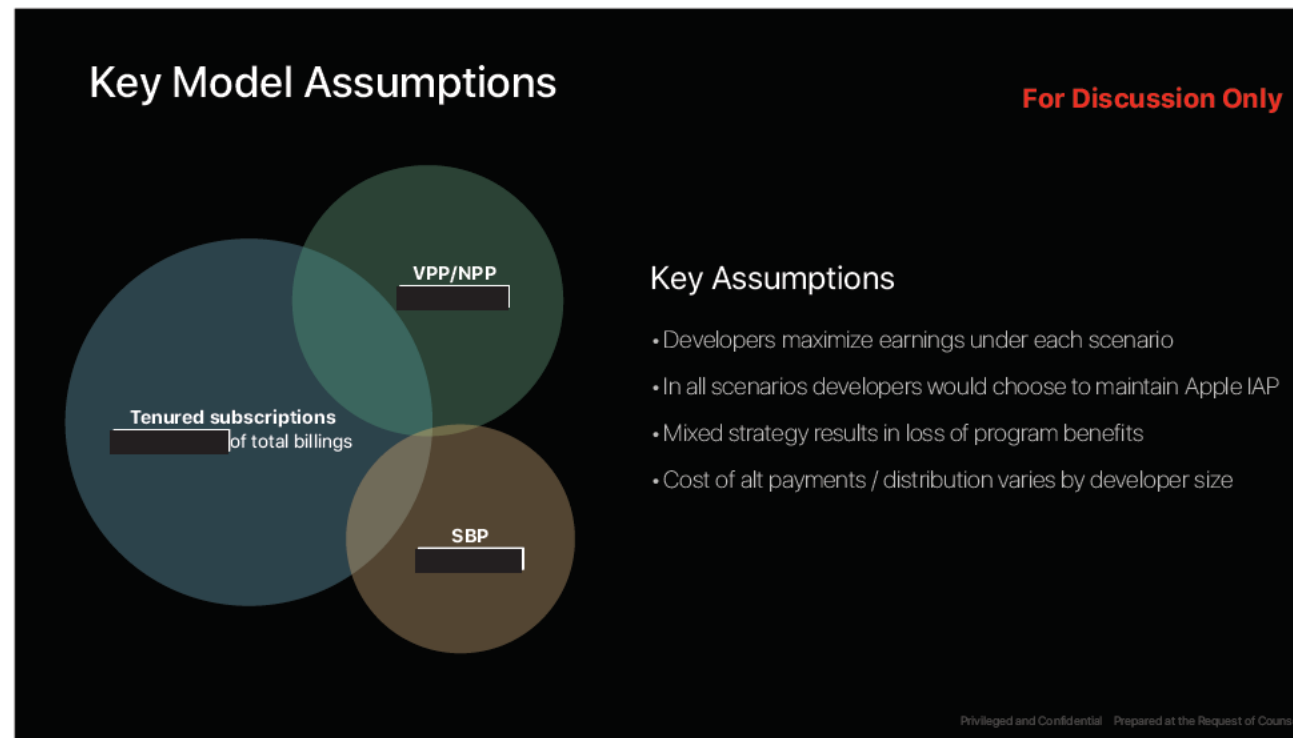 Key Model Assumptions
For Discussion Only
VPP/NPP
Tenured subscriptions
of total billings
SBP
Key Assumptions
•Developers maximize earnings under each scenario
•In all scenarios developers would choose to maintain Apple IAP
•Mixed strategy results in loss of program benefits
•Cost of alt payments / distribution varies by developer size
Privileged and Confidential Prepared at the Request of Couns